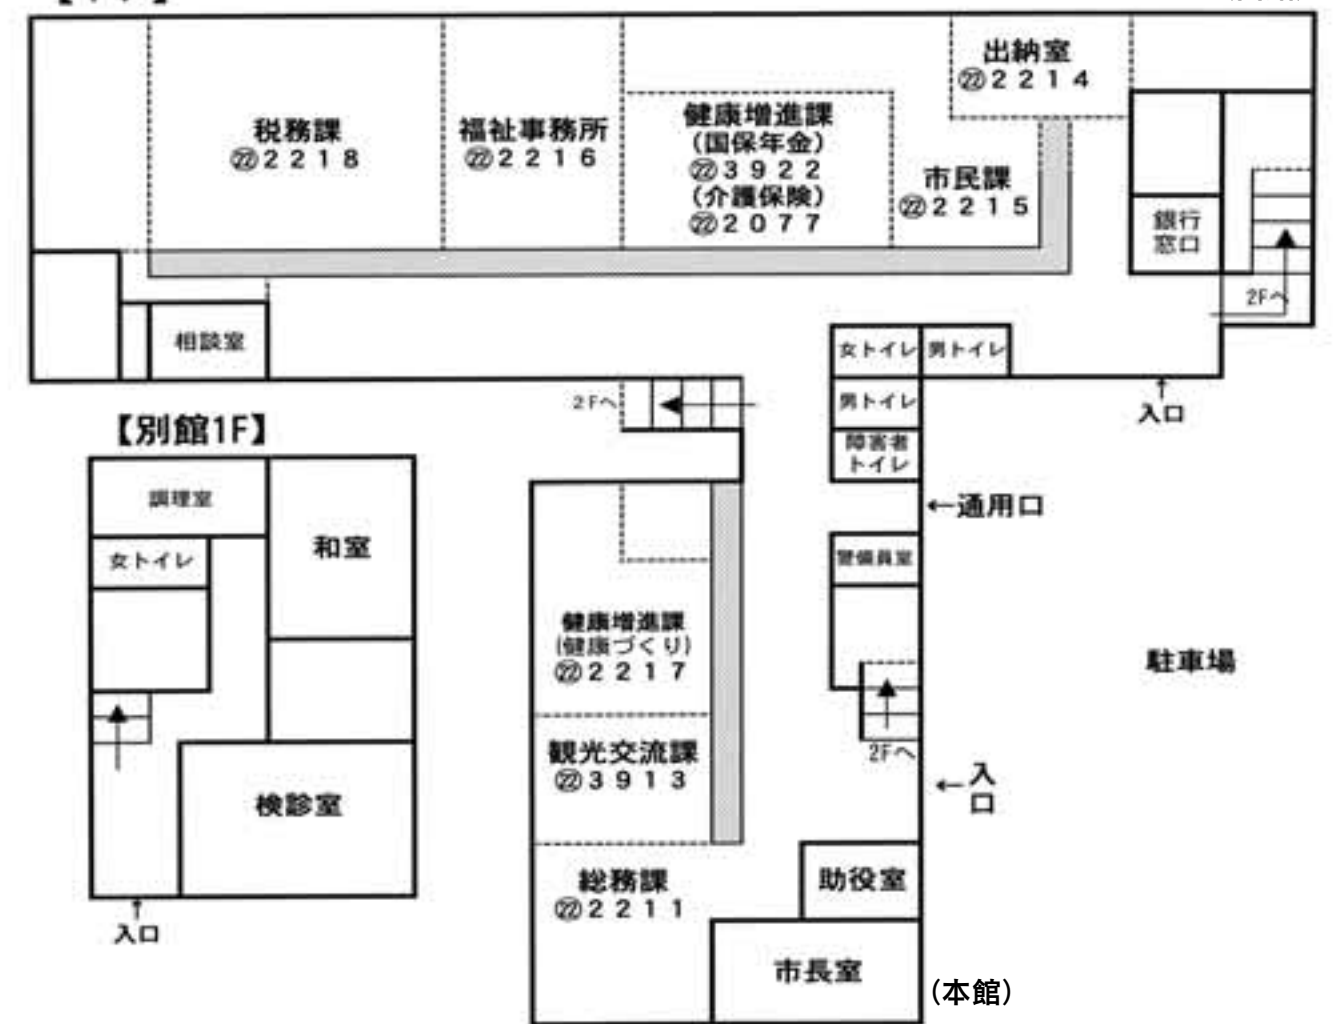 出納室
㉒2214
税務課
㉒2218
福祉事務所
㉒2216
健康増進課
(国保年金)
㉒3922
(介護保険)
㉒2077
市民課
㉒2215
銀行
窓口
2Fへ
相談室
女トイレ
男トイレ
男トイレ
障害者
トイレ
2Fへ
入口
←通用口
警備員室
【別館1F】
調理室
和室
女トイレ
検診室
入口
健康増進課
(健康づくり)
㉒2217
観光交流課
㉒3913
総務課
㉒2211
2Fへ
←入口
駐車場
助役室
市長室
(本館)